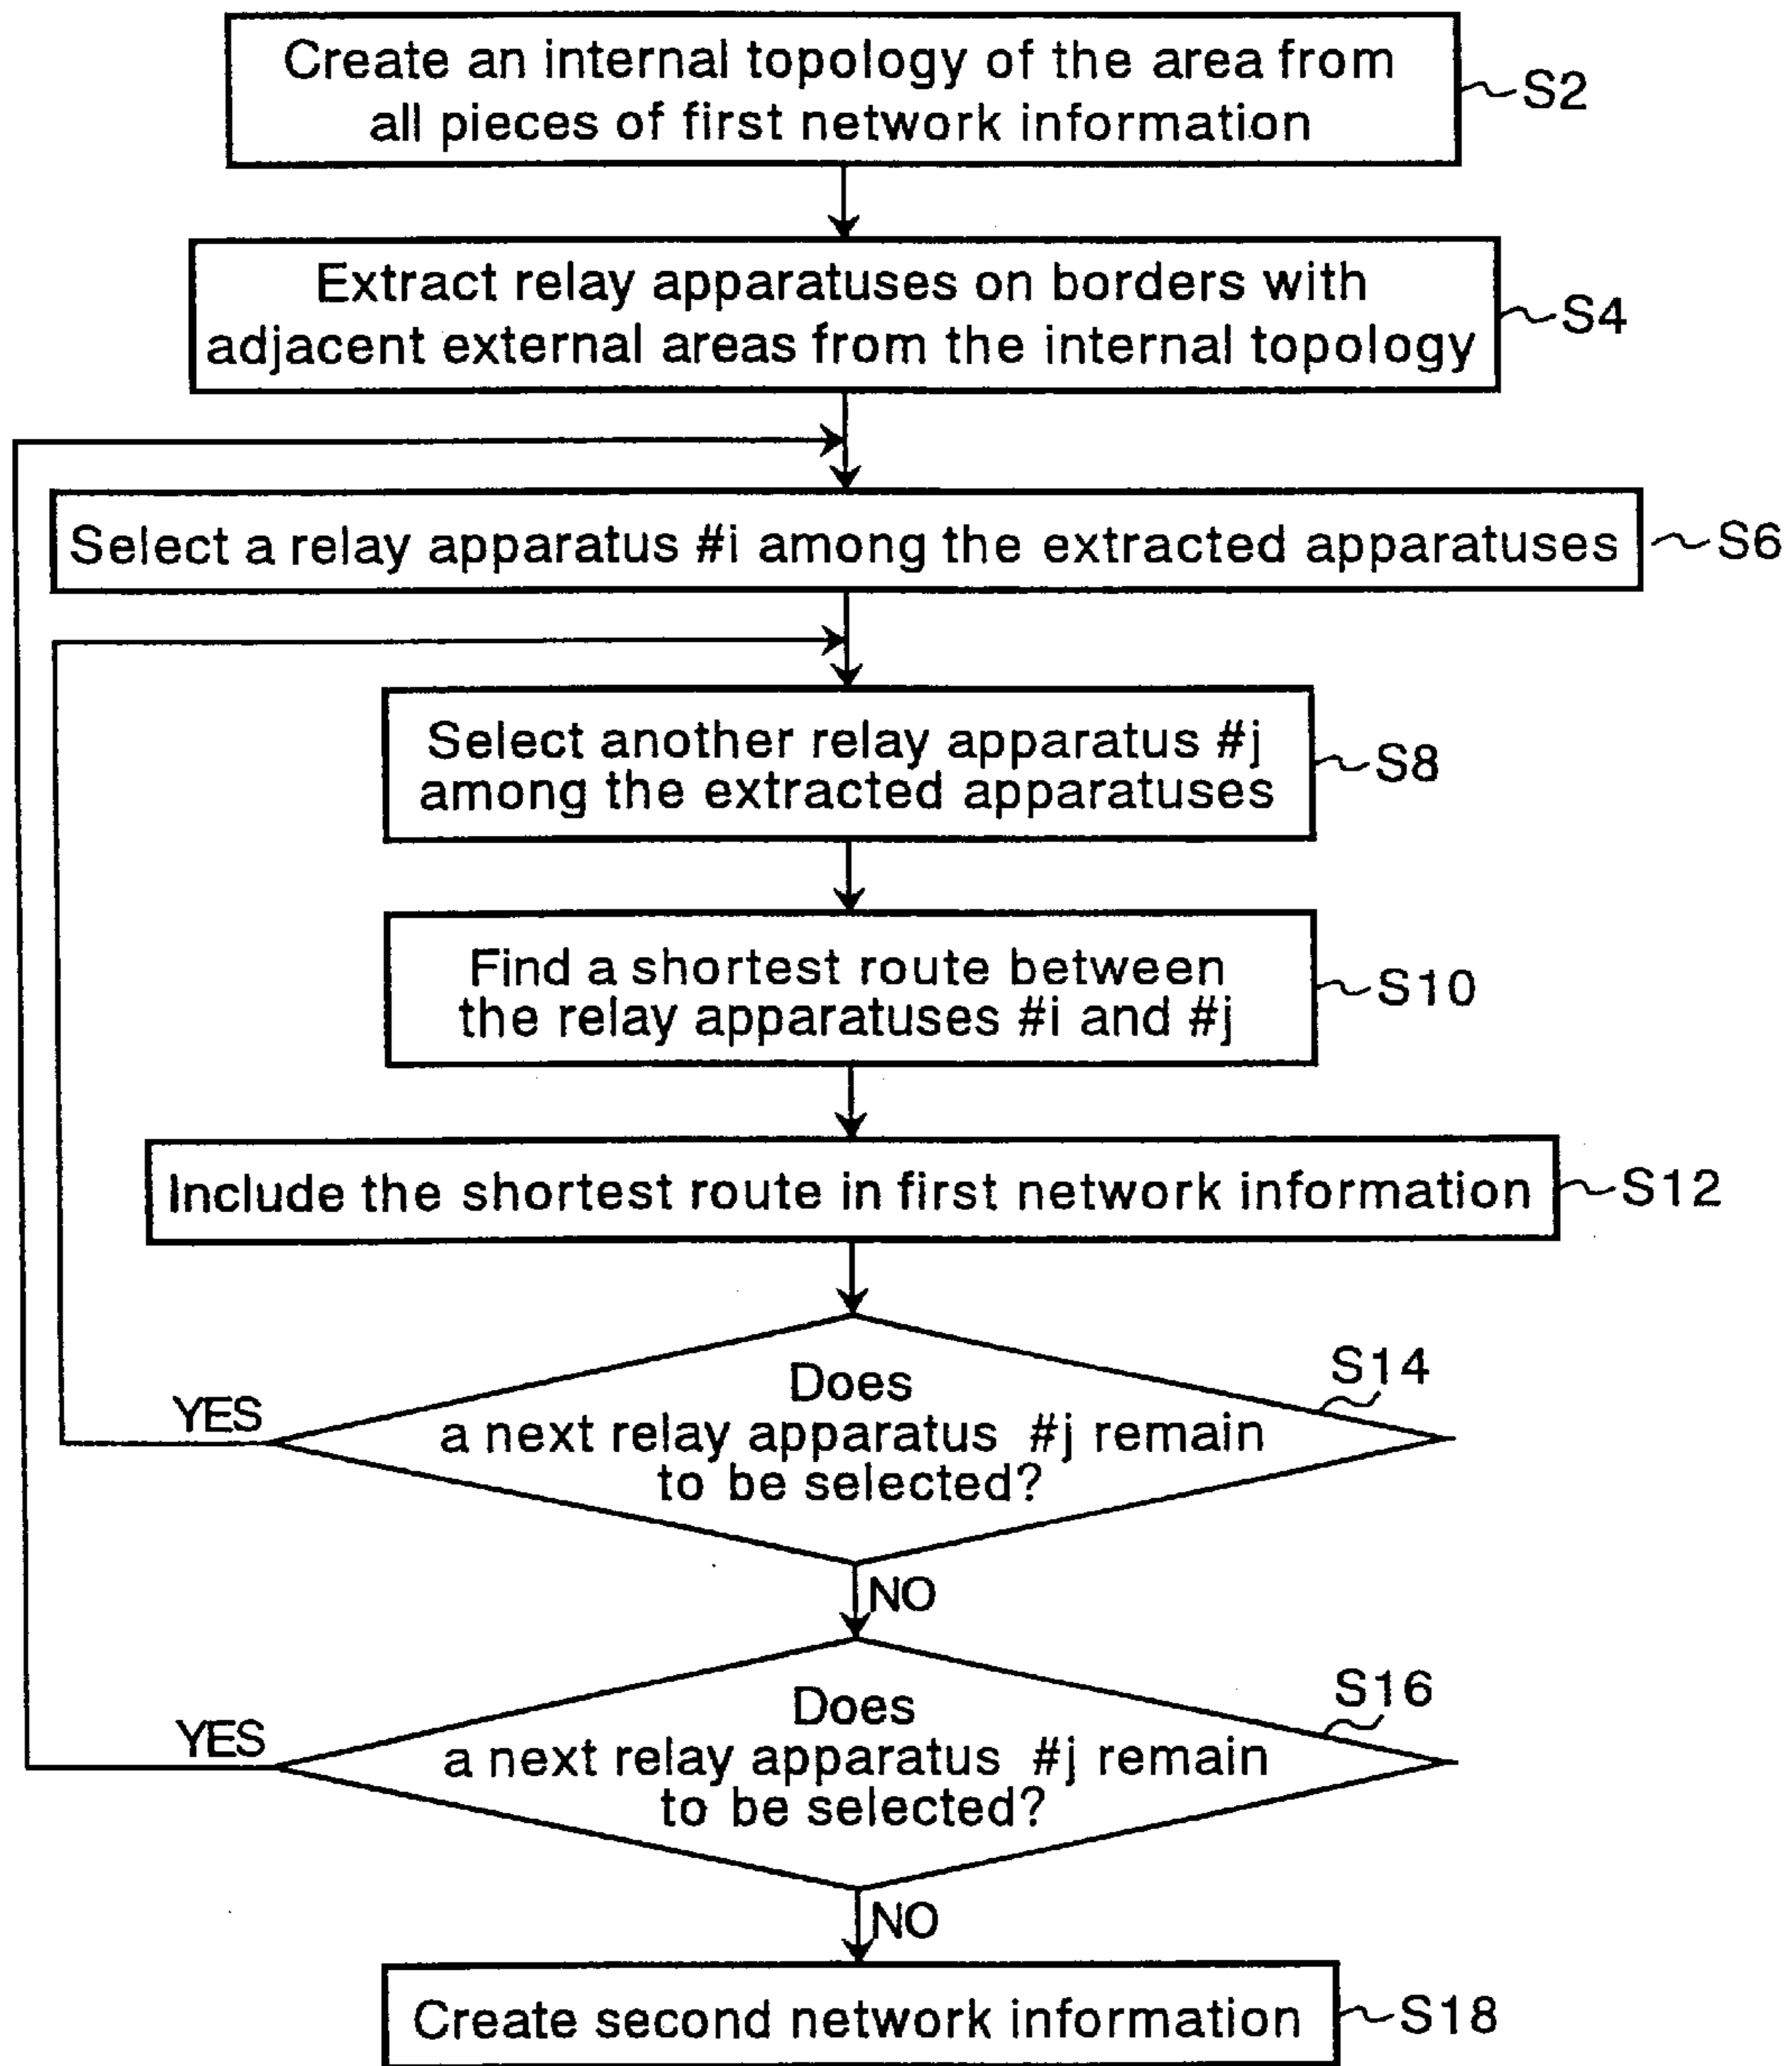 Create an internal topology of the area from
all pieces of first network information
S2
Extract relay apparatuses on borders with
adjacent external areas from the internal topology
S4
Select a relay apparatus #i among the extracted apparatuses
S6
Select another relay apparatus #j
among the extracted apparatuses
S8
Find a shortest route between
the relay apparatuses #i and #j
S10
Include the shortest route in first network information
S12
Does
a next relay apparatus #j remain
to be selected?
S14
YES
NO
Does
a next relay apparatus #j remain
to be selected?
S16
YES
NO
Create second network information
S18